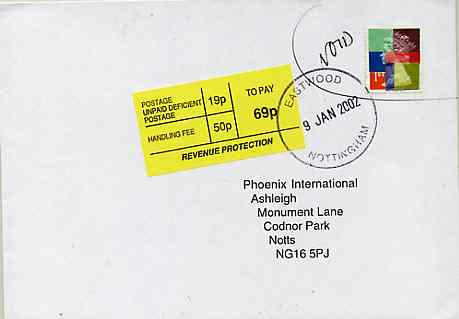 VOID
EASTWOOD
9 JAN 2002
NOTTINGHAM
1ST
POSTAGE
UNPAID DEFICIENT
POSTAGE
19p
TO PAY
69p
HANDLING FEE
50p
REVENUE PROTECTION
Phoenix International
Ashleigh
Monument Lane
Codnor Park
Notts
NG16 5PJ